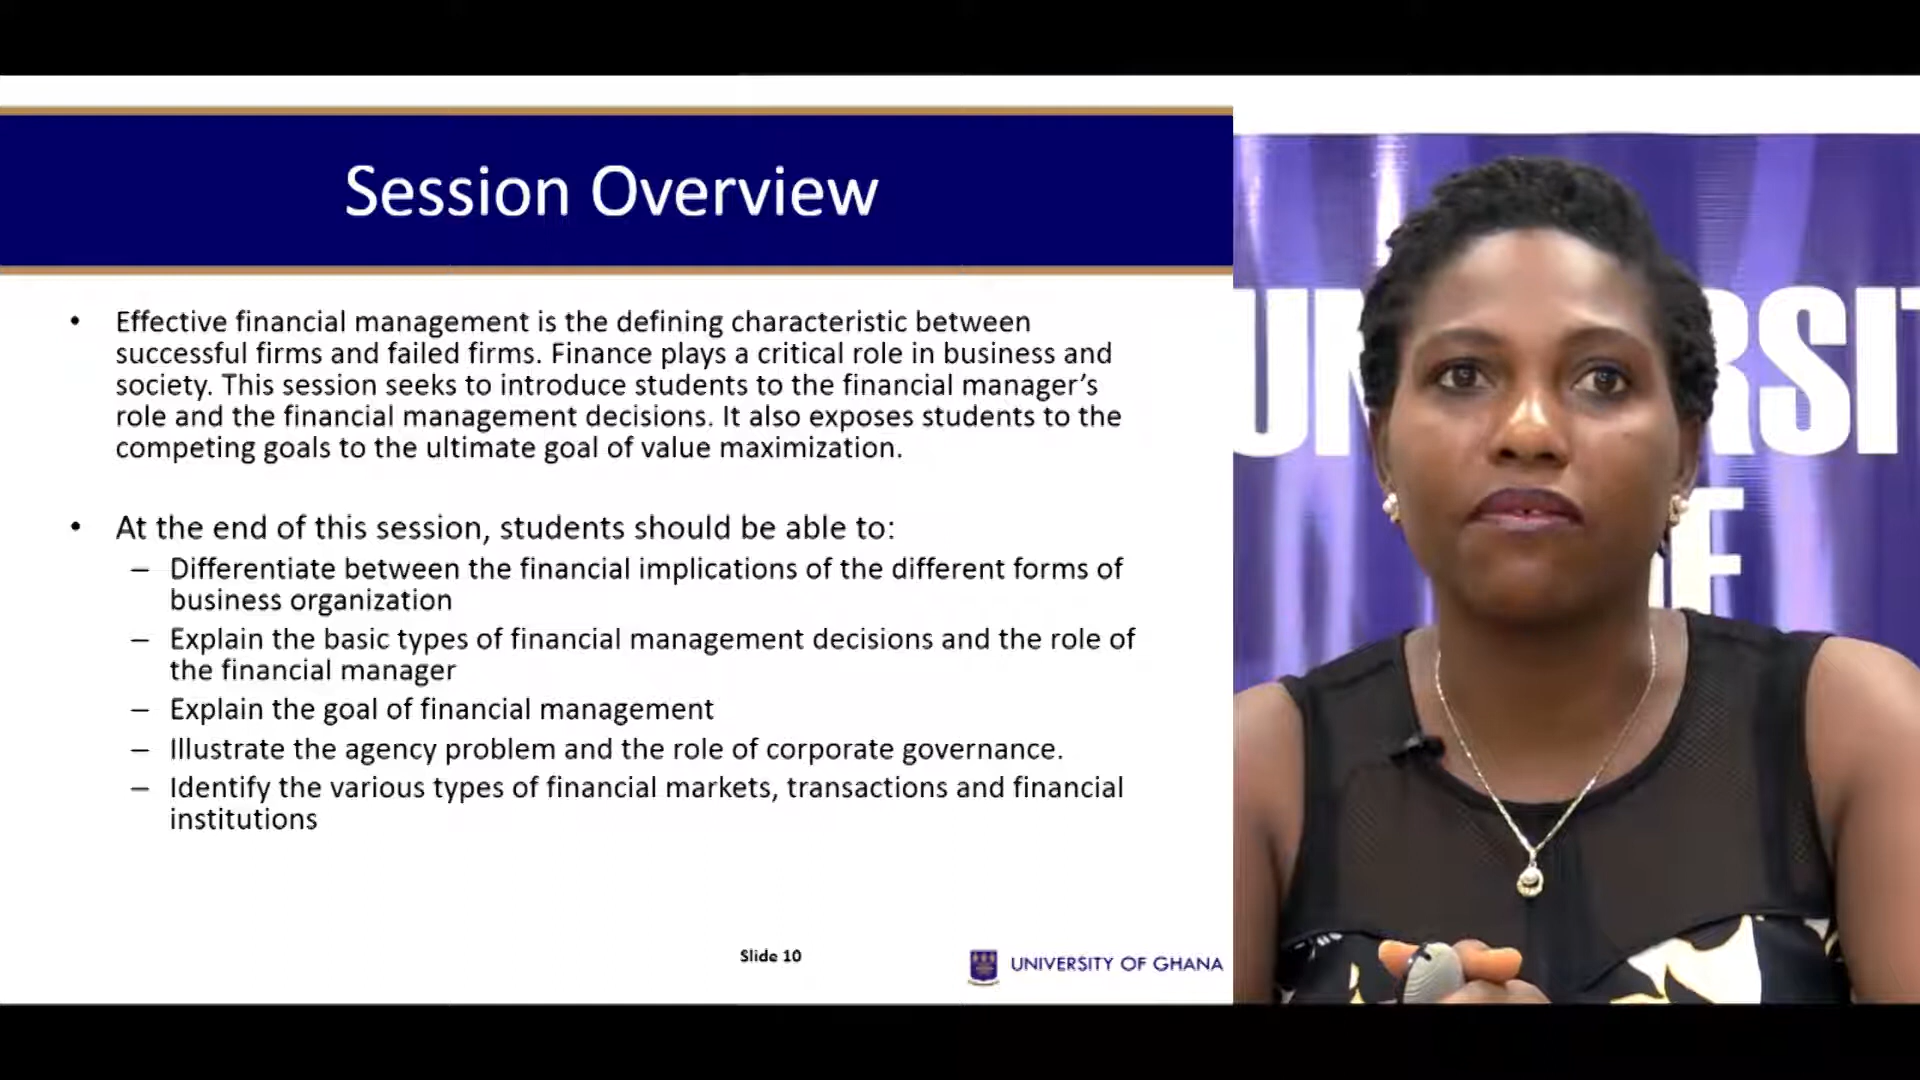 Session Overview
• Effective financial management is the defining characteristic between
successful firms and failed firms. Finance plays a critical role in business and
society. This session seeks to introduce students to the financial manager’s
role and the financial management decisions. It also exposes students to the
competing goals to the ultimate goal of value maximization.
• At the end of this session, students should be able to:
– Differentiate between the financial implications of the different forms of
business organization
– Explain the basic types of financial management decisions and the role of
the financial manager
– Explain the goal of financial management
– Illustrate the agency problem and the role of corporate governance.
– Identify the various types of financial markets, transactions and financial
institutions
Slide 10
UNIVERSITY OF GHANA